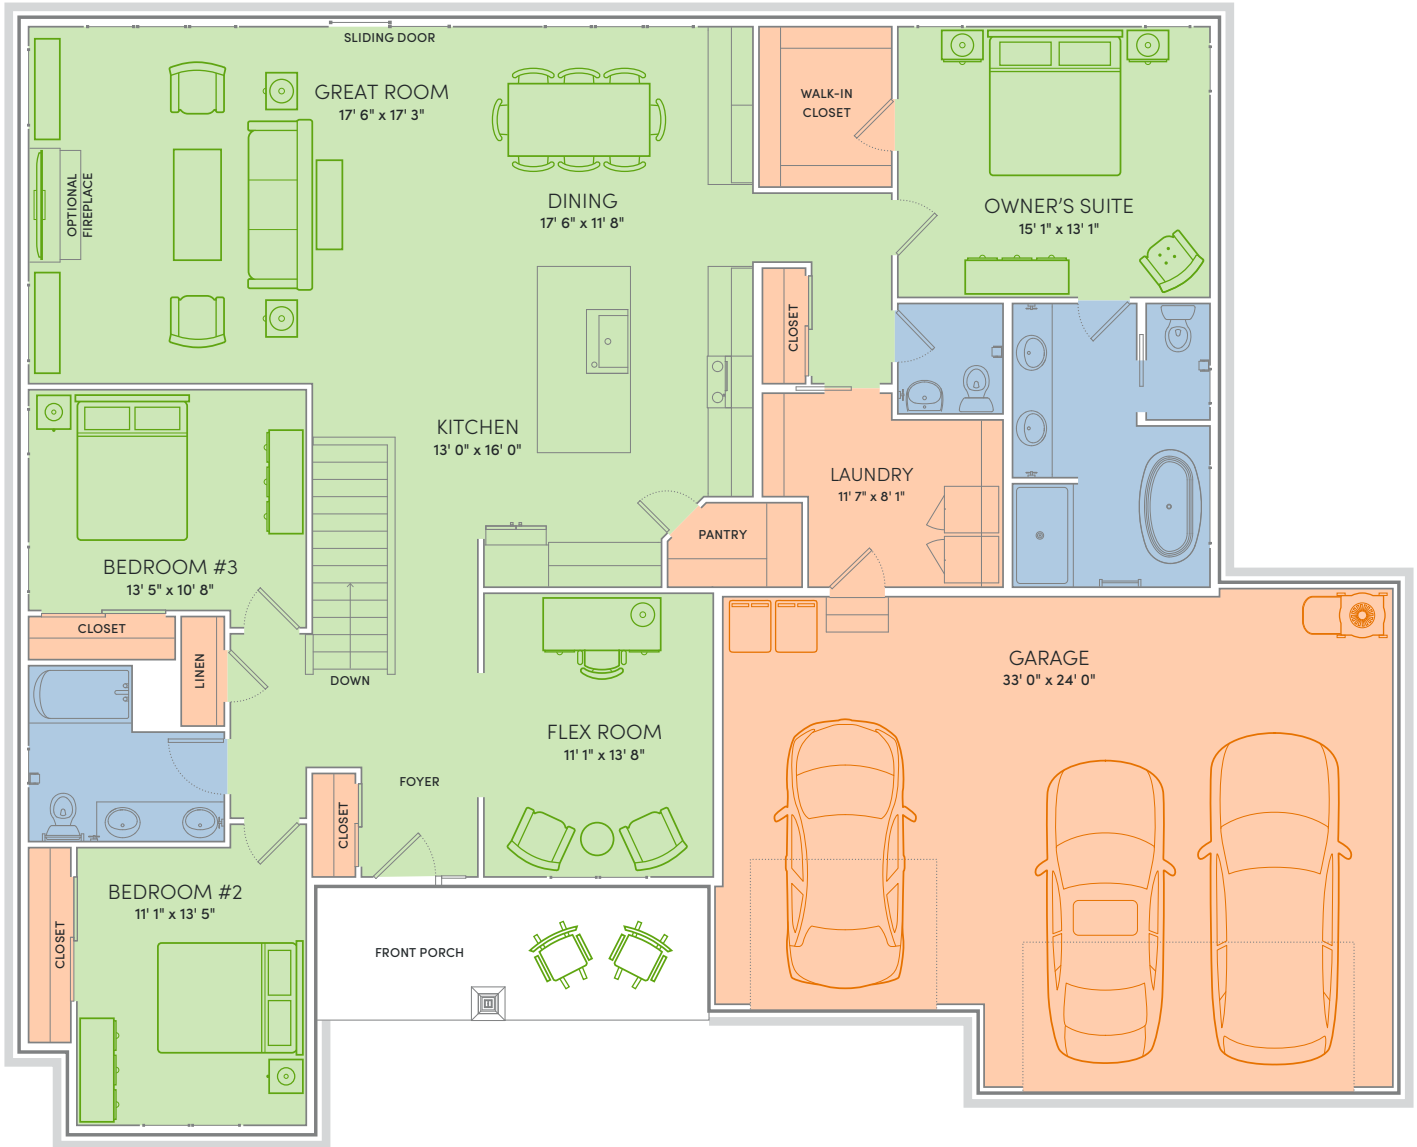 SLIDING DOOR
GREAT ROOM
17' 6" x 17' 3"
OPTIONAL
FIREPLACE
DINING
17' 6" x 11' 8"
WALK-IN
CLOSET
OWNER'S SUITE
15' 1" x 13' 1"
CLOSET
KITCHEN
13' 0" x 16' 0"
LAUNDRY
11' 7" x 8' 1"
PANTRY
BEDROOM #3
13' 5" x 10' 8"
CLOSET
LINEN
DOWN
GARAGE
33' 0" x 24' 0"
FLEX ROOM
11' 1" x 13' 8"
FOYER
CLOSET
BEDROOM #2
11' 1" x 13' 5"
CLOSET
FRONT PORCH